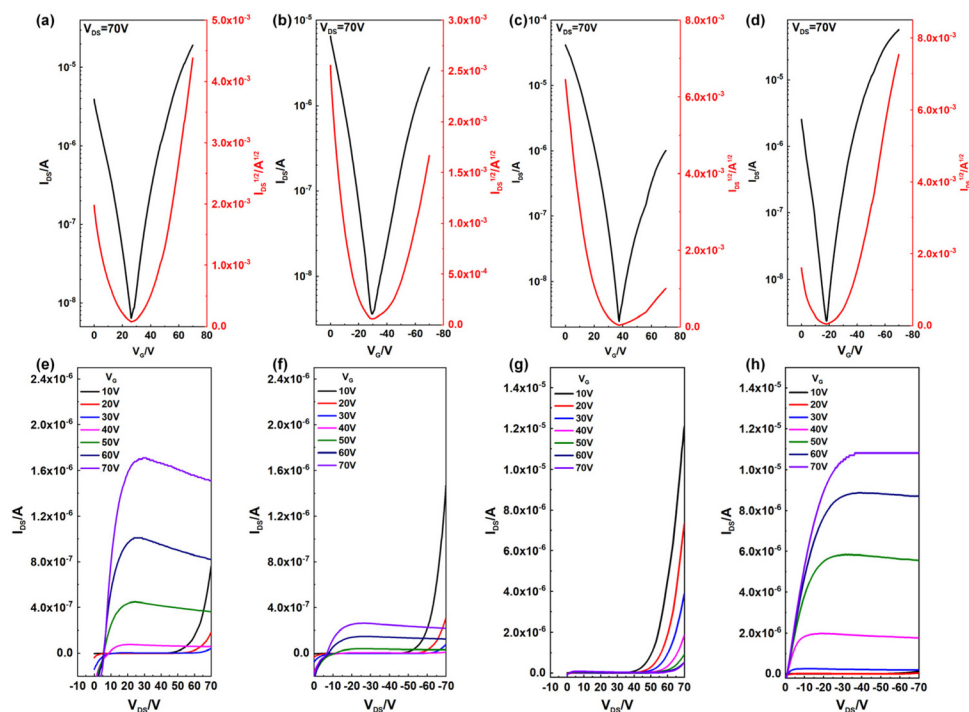 (a)
V_DS=70V
10⁻⁵
10⁻⁶
10⁻⁷
10⁻⁸
I_DS/A
5.0x10⁻³
4.0x10⁻³
3.0x10⁻³
2.0x10⁻³
1.0x10⁻³
0.0
I_DS^1/2/A^1/2
0 20 40 60 80
V_G/V
(b)
V_DS=70V
10⁻⁵
10⁻⁶
10⁻⁷
10⁻⁸
I_DS/A
3.0x10⁻³
2.5x10⁻³
2.0x10⁻³
1.5x10⁻³
1.0x10⁻³
5.0x10⁻⁴
0.0
I_DS^1/2/A^1/2
0 -20 -40 -60 -80
V_G/V
(c)
V_DS=70V
10⁻⁴
10⁻⁵
10⁻⁶
10⁻⁷
10⁻⁸
I_DS/A
8.0x10⁻³
6.0x10⁻³
4.0x10⁻³
2.0x10⁻³
0.0
I_DS^1/2/A^1/2
0 20 40 60 80
V_G/V
(d)
V_DS=70V
10⁻⁵
10⁻⁶
10⁻⁷
10⁻⁸
I_DS/A
8.0x10⁻³
6.0x10⁻³
4.0x10⁻³
2.0x10⁻³
0.0
I_DS^1/2/A^1/2
0 -20 -40 -60 -80
V_G/V
(e)
V_G
10V
20V
30V
40V
50V
60V
70V
2.4x10⁻⁶
2.0x10⁻⁶
1.6x10⁻⁶
1.2x10⁻⁶
8.0x10⁻⁷
4.0x10⁻⁷
0.0
I_DS/A
-10 0 10 20 30 40 50 60 70
V_DS/V
(f)
V_G
10V
20V
30V
40V
50V
60V
70V
2.4x10⁻⁶
2.0x10⁻⁶
1.6x10⁻⁶
1.2x10⁻⁶
8.0x10⁻⁷
4.0x10⁻⁷
0.0
I_DS/A
0 -10 -20 -30 -40 -50 -60 -70
V_DS/V
(g)
V_G
10V
20V
30V
40V
50V
60V
70V
1.4x10⁻⁵
1.2x10⁻⁵
1.0x10⁻⁵
8.0x10⁻⁶
6.0x10⁻⁶
4.0x10⁻⁶
2.0x10⁻⁶
0.0
I_DS/A
-10 0 10 20 30 40 50 60 70
V_DS/V
(h)
V_G
10V
20V
30V
40V
50V
60V
70V
1.4x10⁻⁵
1.2x10⁻⁵
1.0x10⁻⁵
8.0x10⁻⁶
6.0x10⁻⁶
4.0x10⁻⁶
2.0x10⁻⁶
0.0
I_DS/A
0 -10 -20 -30 -40 -50 -60 -70
V_DS/V